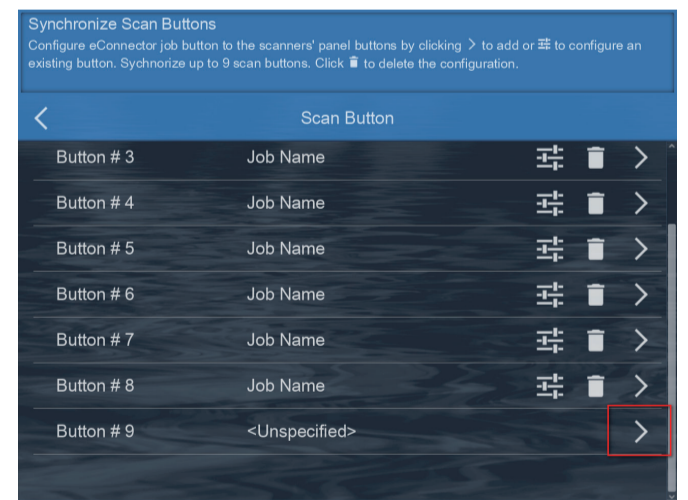 Synchronize Scan Buttons
Configure eConnector job button to the scanners' panel buttons by clicking > to add or to configure an
existing button. Sychnorize up to 9 scan buttons. Click to delete the configuration.
Scan Button
Button # 3 Job Name
Button # 4 Job Name
Button # 5 Job Name
Button # 6 Job Name
Button # 7 Job Name
Button # 8 Job Name
Button # 9 <Unspecified>